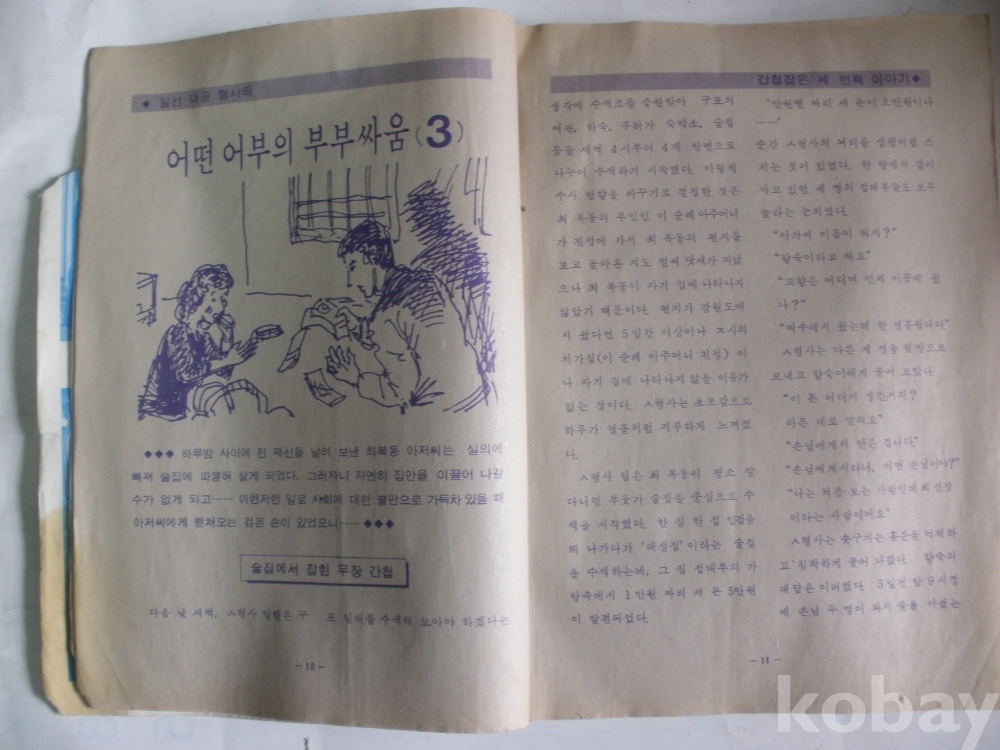 ◆ 일선 대공 형사의
어떤 어부의 부부싸움(3)
◆◆◆ 하루밤 사이에 전 재산을 날려 보낸 최복동 아저씨는 실의에
빠져 술집에 파묻혀 살게 되었다. 그러자니 자연히 집안을 이끌어 나갈
수가 없게 되고…… 이런저런 일로 사회에 대한 불만으로 가득차 있을 때
아저씨에게 뻗쳐오는 검은 손이 있었으니…… ◆◆◆
술집에서 잡힌 무장 간첩
다음 날 새벽, ㅅ형사 일행은 구 포 일대를 수색해 보아야 하겠다는
– 10 –
간첩잡은 세 번째 이야기◆
생각에 수색조를 증원받아 구포의
여관, 하숙, 무허가 숙박소, 술집
등을 새벽 4시부터 4개 방면으로
나누어 수색하기 시작했다. 이렇게
수사 방향을 바꾸기로 결정한 것은
최 복동의 부인인 이 순례 아주머니
가 친정에 가서 최 복동의 편지를
보고 돌아온 지도 벌써 닷새가 지났
으나 최 복동이 자기 집에 나타나지
않았기 때문이다. 편지가 강원도에
서 왔다면 5일간 이상이나 ㅈ시의
처가집(이 순례 아주머니 친정) 이
나 자기 집에 나타나지 않을 이유가
없는 것이다. ㅅ형사는 초조감으로
하루가 열흘처럼 지루하게 느껴졌
다.
ㅅ형사 팀은 최 복동이 평소 잘
다니던 부둣가 술집을 중심으로 수
색을 시작했다. 한 집 한 집 임검을
해 나가다가 '대성집'이라는 술집
을 수색하는데, 그 집 접대부의 가
방속에서 1만원 짜리 새 돈 5만원
이 발견되었다.
'만원권 짜리 새 돈이 5만원이나
……'
순간 ㅅ형사의 머리를 섬광처럼 스
치는 것이 있었다. 한 방에서 같이
자고 있던 세 명의 접대부들도 모두
놀라는 눈치였다.
"아가씨 이름이 뭐지?"
"향숙이라고 해요"
"고향은 어디며 언제 이곳에 왔
나?"
"여수에서 왔는데 한 열흘됩니다"
ㅅ형사는 다른 세 명을 윗방으로
보내고 향숙이에게 물어 보았다.
"이 돈 어디서 생긴거지?
바른 대로 말해요"
"손님에게서 받은 겁니다"
"손님에게서라니, 어떤 손님이야?"
"나는 처음 보는 사람인데 최 선생
이라는 사람이어요"
ㅅ형사는 솟구치는 흥분을 억제하
고 침착하게 물어 나갔다. 향숙의
대답은 이러했다. 3일전 밤 9시경
에 손님 두 명이 와서 술을 마셨는
– 11 –
kobay